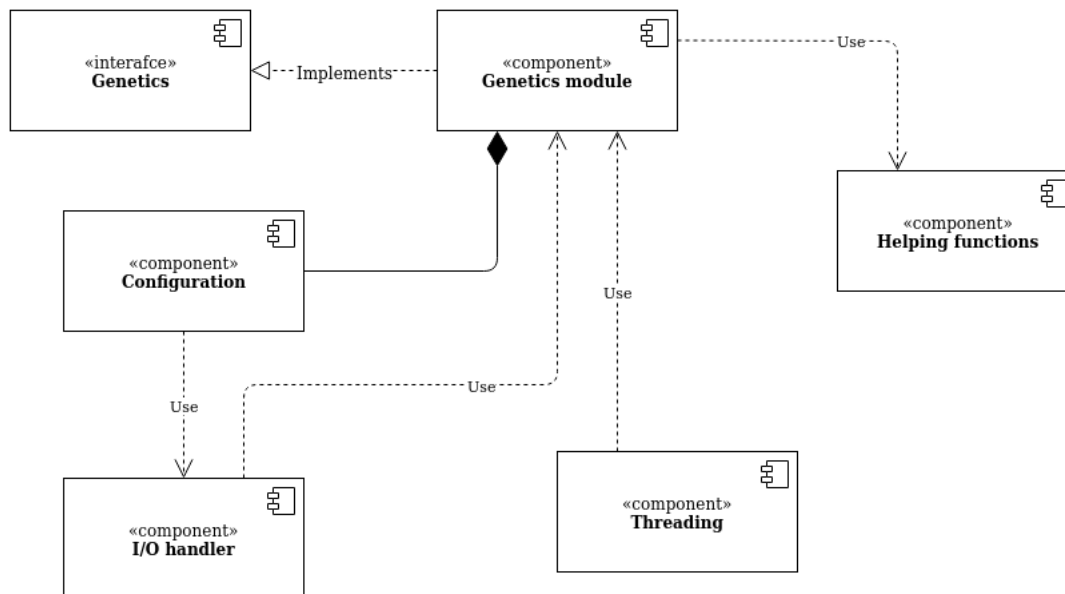 «interafce»
Genetics
Implements
«component»
Genetics module
Use
«component»
Helping functions
«component»
Configuration
Use
Use
Use
«component»
I/O handler
«component»
Threading